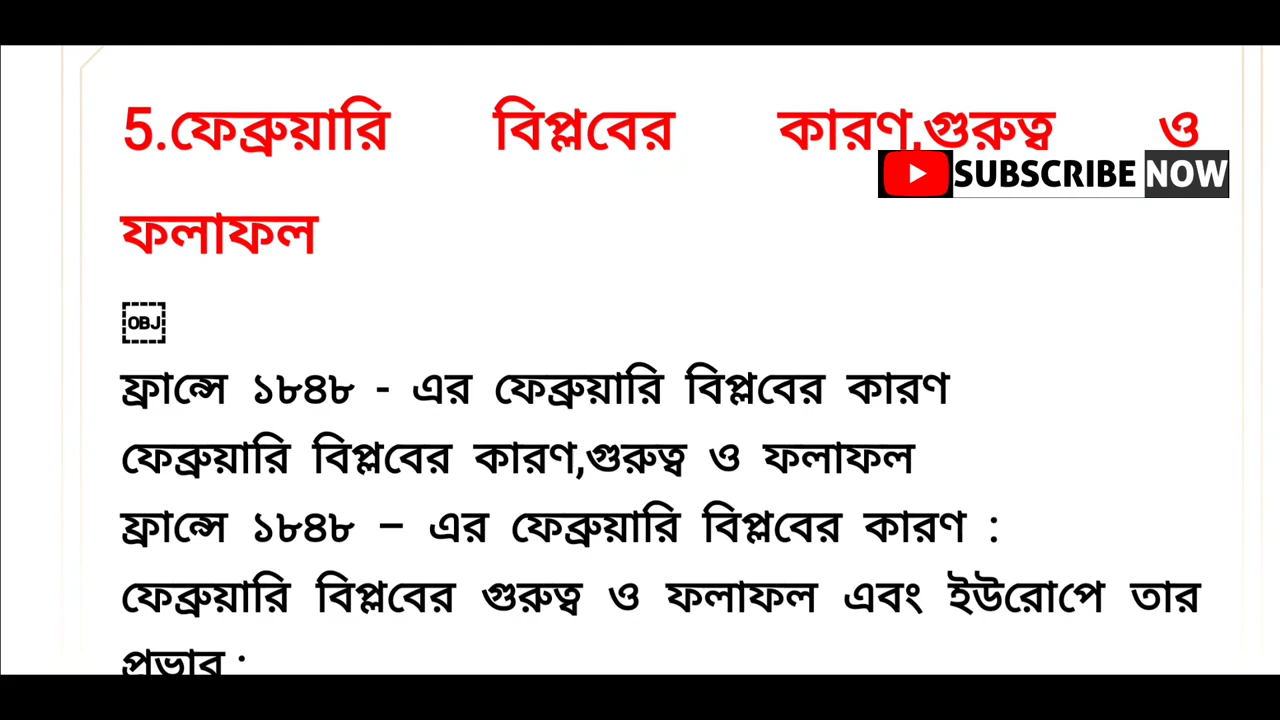 5.ফেব্রুয়ারি বিপ্লবের কারণ,গুরুত্ব ও
SUBSCRIBE NOW
ফলাফল
OBJ
ফ্রান্সে ১৮৪৮ - এর ফেব্রুয়ারি বিপ্লবের কারণ
ফেব্রুয়ারি বিপ্লবের কারণ,গুরুত্ব ও ফলাফল
ফ্রান্সে ১৮৪৮ – এর ফেব্রুয়ারি বিপ্লবের কারণ :
ফেব্রুয়ারি বিপ্লবের গুরুত্ব ও ফলাফল এবং ইউরোপে তার
প্রভাব :